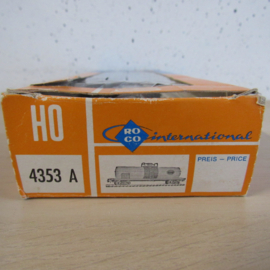 HO
ROCO
international
4353 A
PREIS - PRICE